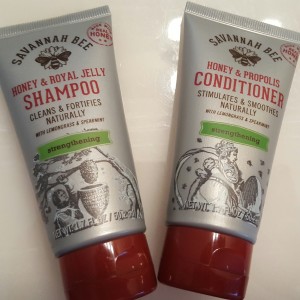 SAVANNAH BEE
HONEY & ROYAL JELLY
SHAMPOO
CLEANS & FORTIFIES
NATURALLY
WITH LEMONGRASS & SPEARMINT
strengthening
SAVANNAH BEE
HONEY & PROPOLIS
CONDITIONER
STIMULATES & SMOOTHES
NATURALLY
WITH LEMONGRASS & SPEARMINT
strengthening